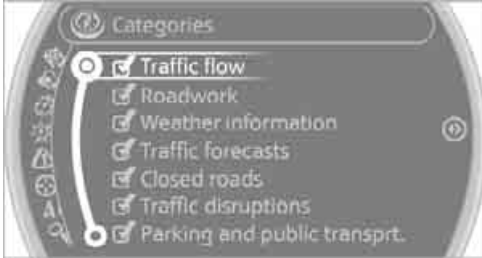 Categories
Traffic flow
Roadwork
Weather information
Traffic forecasts
Closed roads
Traffic disruptions
Parking and public transprt.